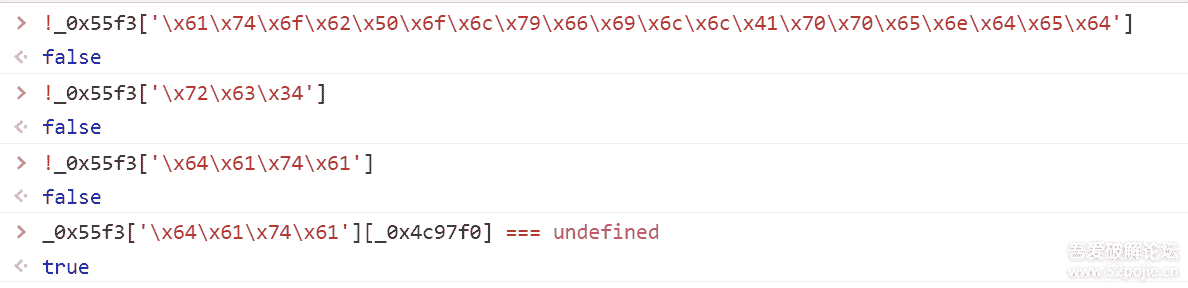 > !_0x55f3['\x61\x74\x6f\x62\x50\x6f\x6c\x79\x66\x69\x6c\x6c\x41\x70\x70\x65\x6e\x64\x65\x64']
false
> !_0x55f3['\x72\x63\x34']
false
> !_0x55f3['\x64\x61\x74\x61']
false
> _0x55f3['\x64\x61\x74\x61'][_0x4c97f0] === undefined
true
吾爱破解论坛
www.52pojie.cn